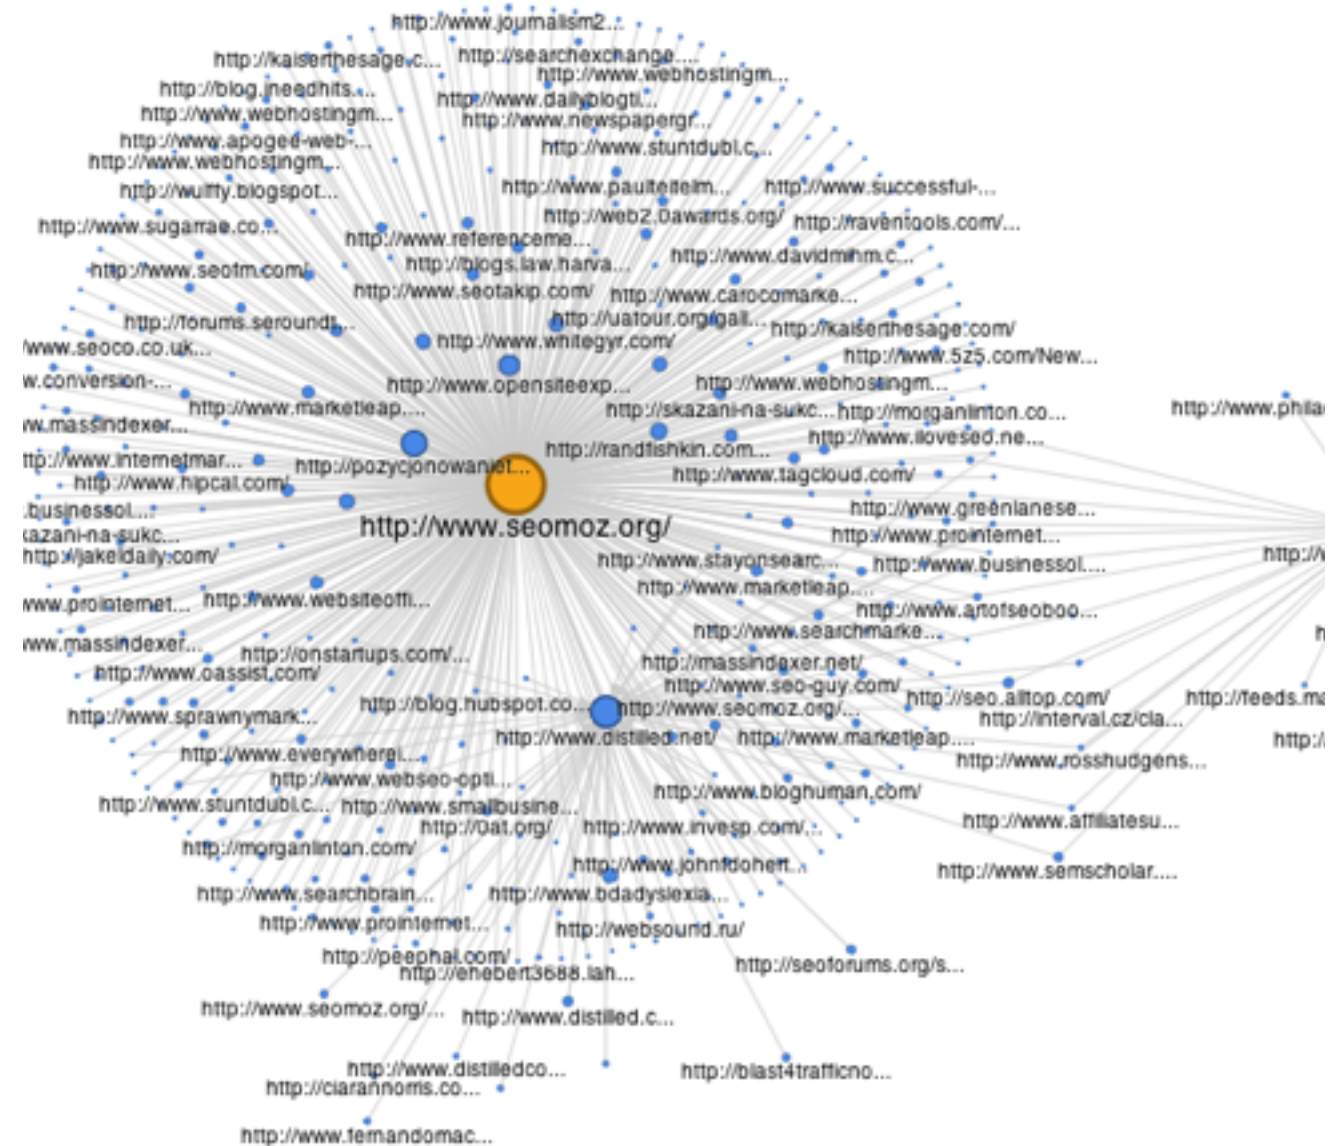 http://www.journalism2...
http://kaiserthesage.c...
http://searchexchange....
http://www.webhostingm...
http://blog.ineedhits....
http://www.dailyblogti...
http://www.webhostingm...
http://www.newspapergr...
http://www.apogee-web-...
http://www.stuntdubl.c...
http://www.webhostingm...
http://wulffy.blogspot...
http://www.paulteitelm...
http://www.successful-...
http://web2.0awards.org/
http://raventools.com/...
http://www.sugarrae.co...
http://www.referenceme...
http://www.davidmihm.c...
http://www.seofm.com/
http://blogs.law.harva...
http://www.seotakip.com/
http://www.carocomarke...
http://forums.seroundt...
http://uatour.org/gall...
http://kaiserthesage.com/
http://www.whitegyr.com/
/www.seoco.co.uk...
http://www.5z5.com/New...
w.conversion-...
http://www.opensiteexp...
http://www.webhostingm...
http://www.marketleap....
http://skazani-na-sukc...
http://morganlinton.co...
http://www.phila
w.massindexer...
http://www.iloveseo.ne...
http://randfishkin.com...
ttp://www.internetmar...
http://pozycjonowaniet...
http://www.tagcloud.com/
http://www.hipcal.com/
.businessol...
http://www.greenlanese...
http://www.seomoz.org/
kazani-na-sukc...
http://www.prointernet...
http://jakeldaily.com/
http://www.stayonsearc...
http://www.businessol....
http://w
http://www.marketleap....
www.prointernet...
http://www.websiteoffi...
http://www.artofseoboo...
http://www.searchmarke...
www.massindexer...
http://onstartups.com/...
http://massindexer.net/
http://www.oassist.com/
http://www.seo-guy.com/
http://seo.alltop.com/
http://feeds.ma
http://blog.hubspot.co...
http://www.seomoz.org/...
http://www.sprawnymark...
http://interval.cz/cla...
http://www.distilled.net/
http://www.marketleap....
http://
http://www.everywherei...
http://www.rosshudgens...
http://www.webseo-opti...
http://www.bloghuman.com/
http://www.stuntdubl.c...
http://www.smallbusine...
http://www.affiliatesu...
http://0at.org/
http://www.invesp.com/...
http://morganlinton.com/
http://www.johnfdohert...
http://www.semscholar....
http://www.searchbrain...
http://www.bdadyslexia...
http://www.prointernet...
http://websound.ru/
http://peephal.com/
http://seoforums.org/s...
http://ehebert3688.lah...
http://www.seomoz.org/...
http://www.distilled.c...
http://www.distilledco...
http://blast4trafficno...
http://ciarannorris.co...
http://www.fernandomac...